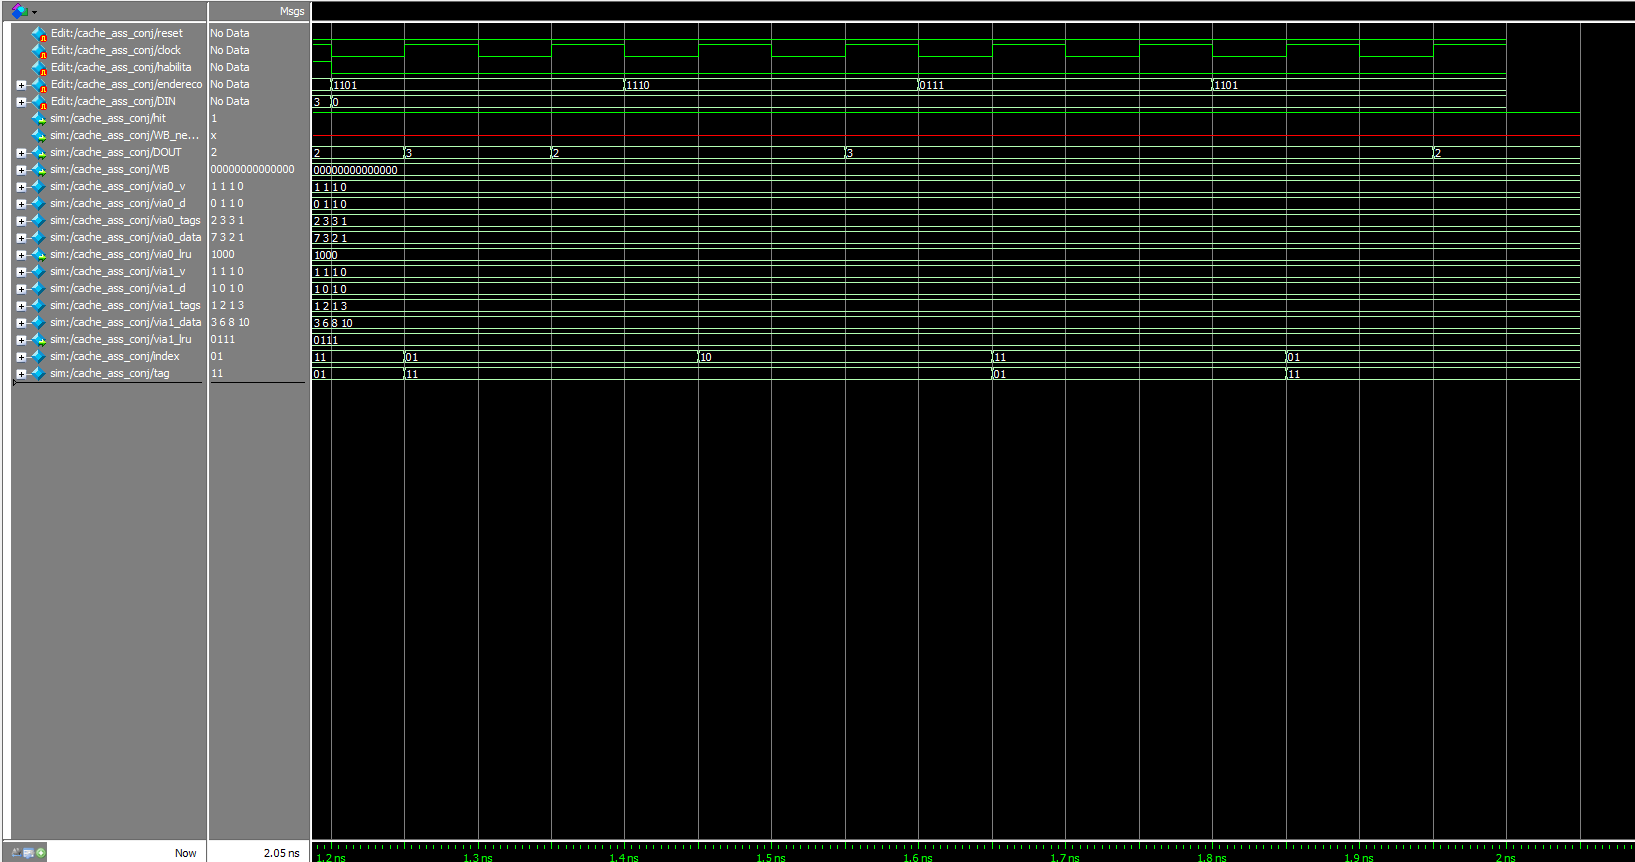 Msgs
Edit:/cache_ass_conj/reset No Data
Edit:/cache_ass_conj/clock No Data
Edit:/cache_ass_conj/habilita No Data
Edit:/cache_ass_conj/endereco No Data 1101 1110 0111 1101
Edit:/cache_ass_conj/DIN No Data 3 0
sim:/cache_ass_conj/hit 1
sim:/cache_ass_conj/WB_ne... x
sim:/cache_ass_conj/DOUT 2 2 3 2 3 2
sim:/cache_ass_conj/WB 00000000000000 00000000000000
sim:/cache_ass_conj/via0_v 1 1 1 0 1 1 1 0
sim:/cache_ass_conj/via0_d 0 1 1 0 0 1 1 0
sim:/cache_ass_conj/via0_tags 2 3 3 1 2 3 3 1
sim:/cache_ass_conj/via0_data 7 3 2 1 7 3 2 1
sim:/cache_ass_conj/via0_lru 1000 1000
sim:/cache_ass_conj/via1_v 1 1 1 0 1 1 1 0
sim:/cache_ass_conj/via1_d 1 0 1 0 1 0 1 0
sim:/cache_ass_conj/via1_tags 1 2 1 3 1 2 1 3
sim:/cache_ass_conj/via1_data 3 6 8 10 3 6 8 10
sim:/cache_ass_conj/via1_lru 0111 0111
sim:/cache_ass_conj/index 01 11 01 10 11 01
sim:/cache_ass_conj/tag 11 01 11 01 11
Now 2.05 ns 1.2 ns 1.3 ns 1.4 ns 1.5 ns 1.6 ns 1.7 ns 1.8 ns 1.9 ns 2 ns